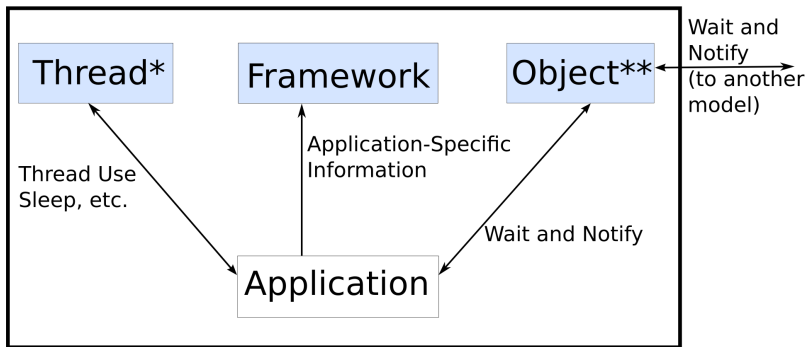 Wait and
Notify
(to another
model)
Thread*
Framework
Object**
Application-Specific
Information
Thread Use
Sleep, etc.
Wait and Notify
Application